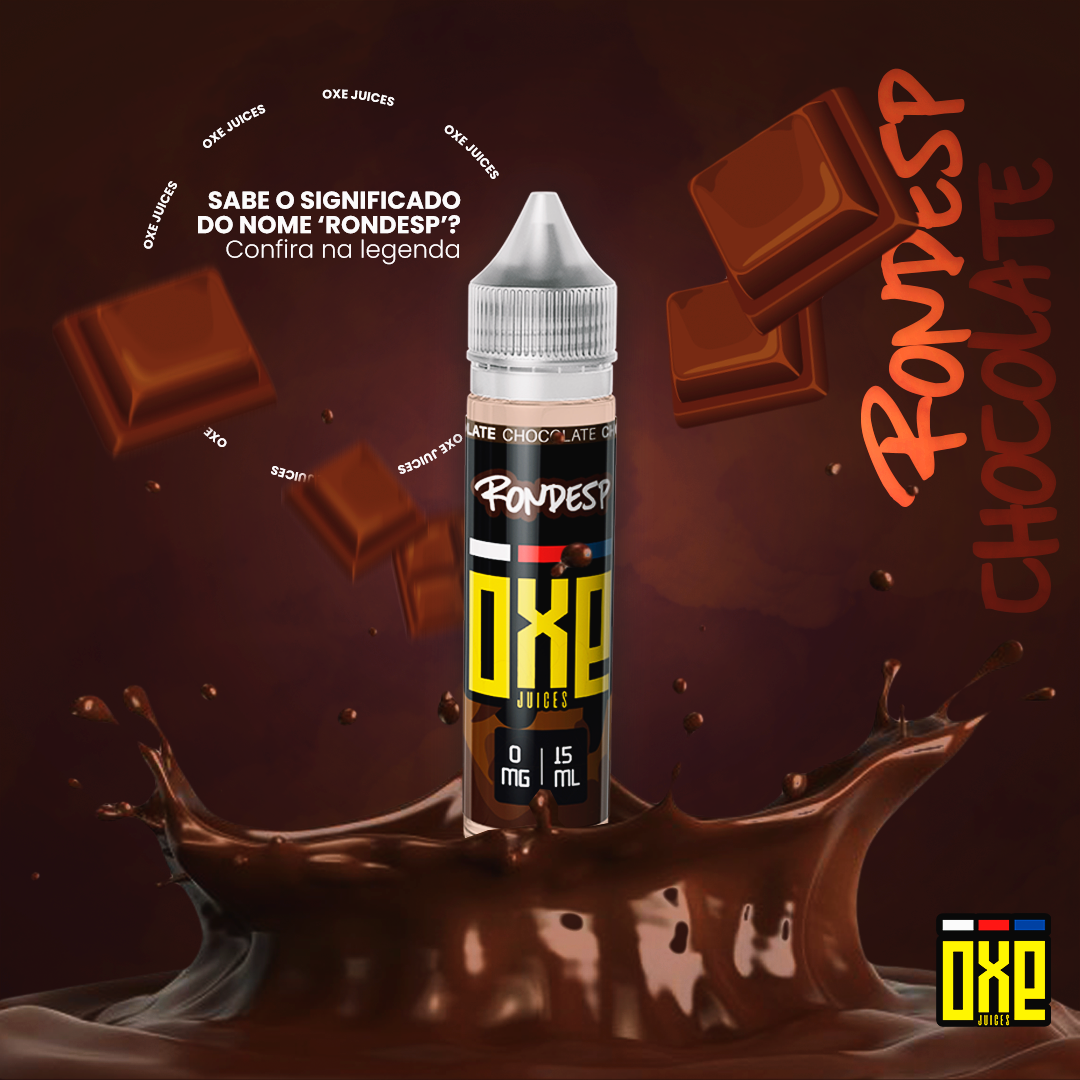 OXE JUICES
OXE JUICES
OXE JUICES
OXE JUICES
SABE O SIGNIFICADO
DO NOME ‘RONDESP’?
Confira na legenda
OXE
JUICES
OXE JUICES
RONDESP
CHOCOLATE
LATE CHOCOLATE CH
RONDESP
OXE
JUICES
0 MG | 15 ML
OXE
JUICES